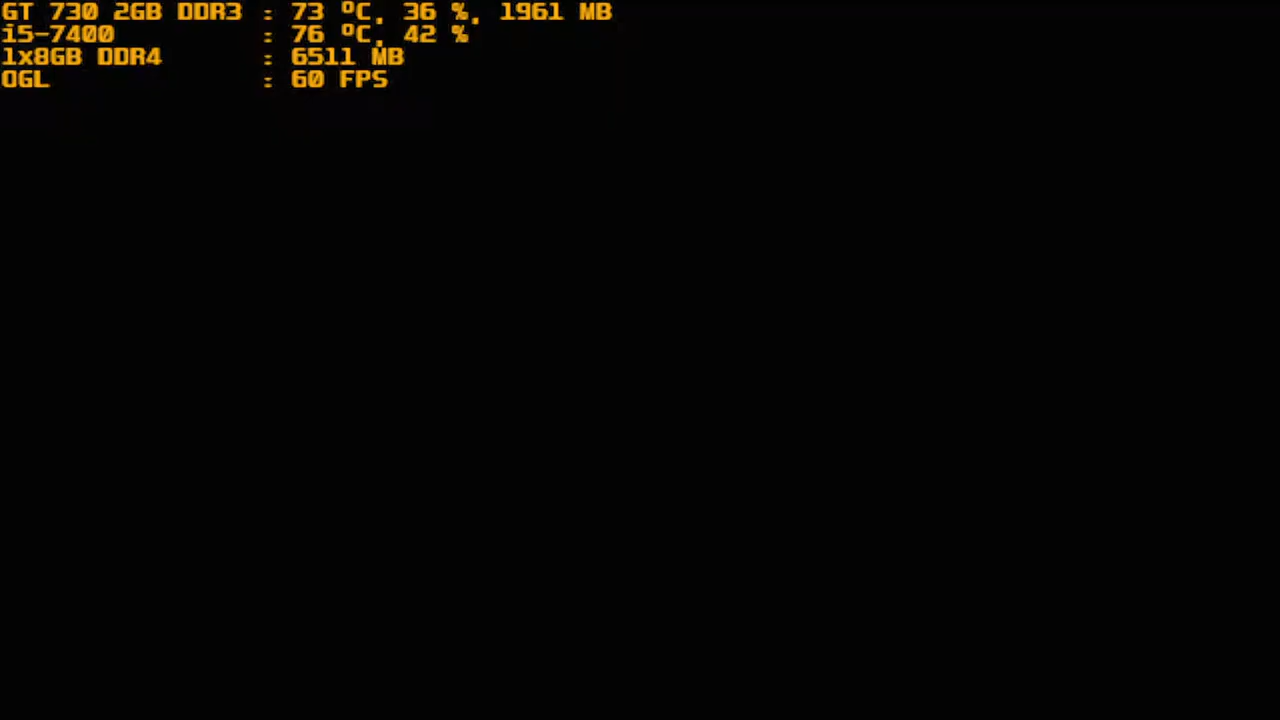 GT 730 2GB DDR3 : 73 ºC, 36 %, 1961 MB
i5-7400 : 76 ºC, 42 %
1x8GB DDR4 : 6511 MB
OGL : 60 FPS